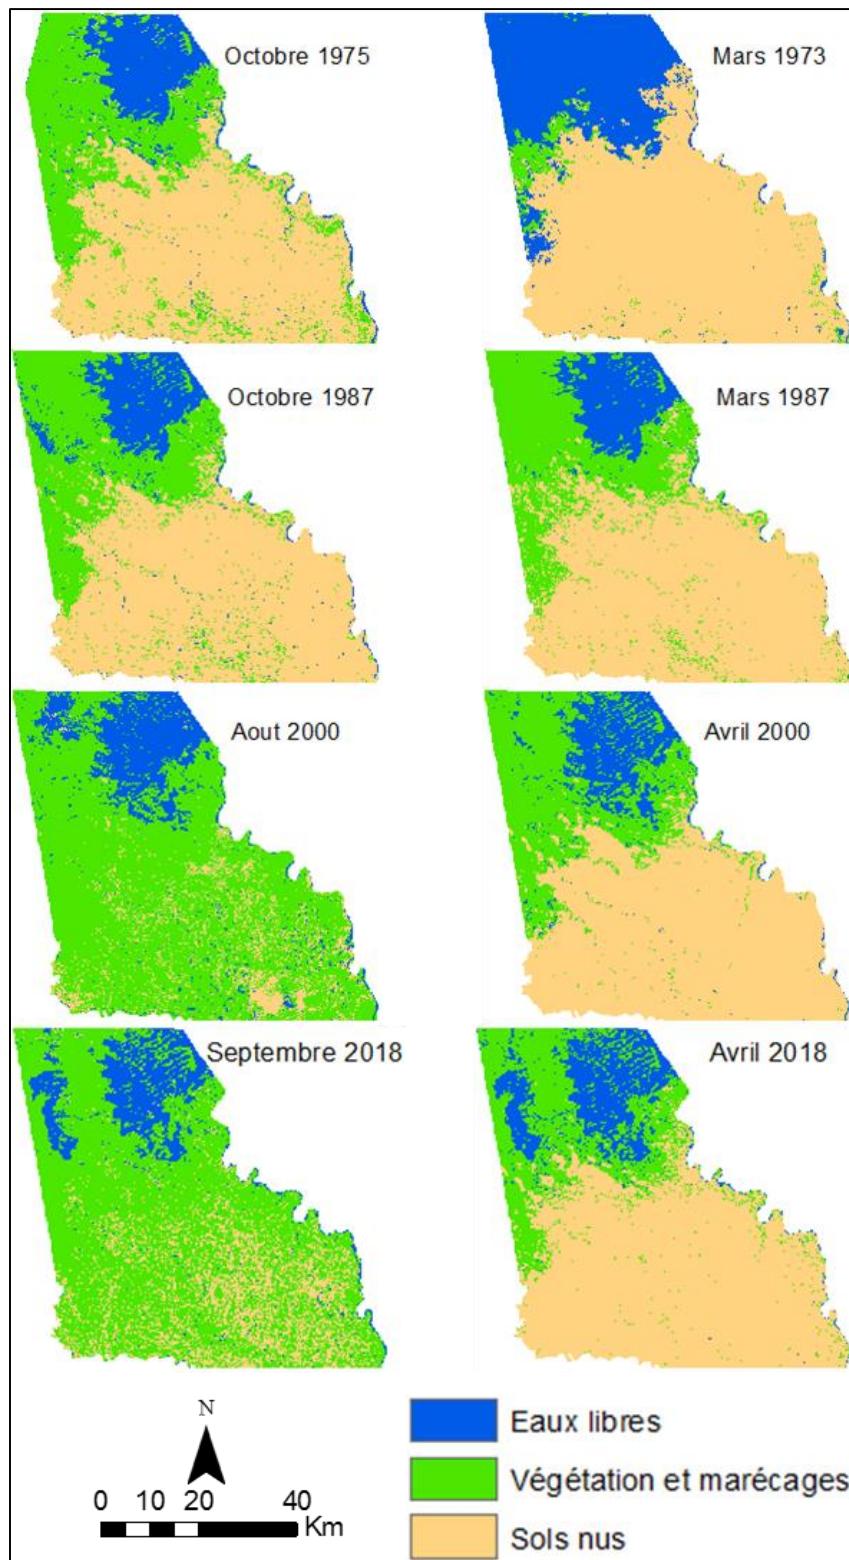 Octobre 1975
Mars 1973
Octobre 1987
Mars 1987
Aout 2000
Avril 2000
Septembre 2018
Avril 2018
N
0 10 20 40
Km
Eaux libres
Végétation et marécages
Sols nus